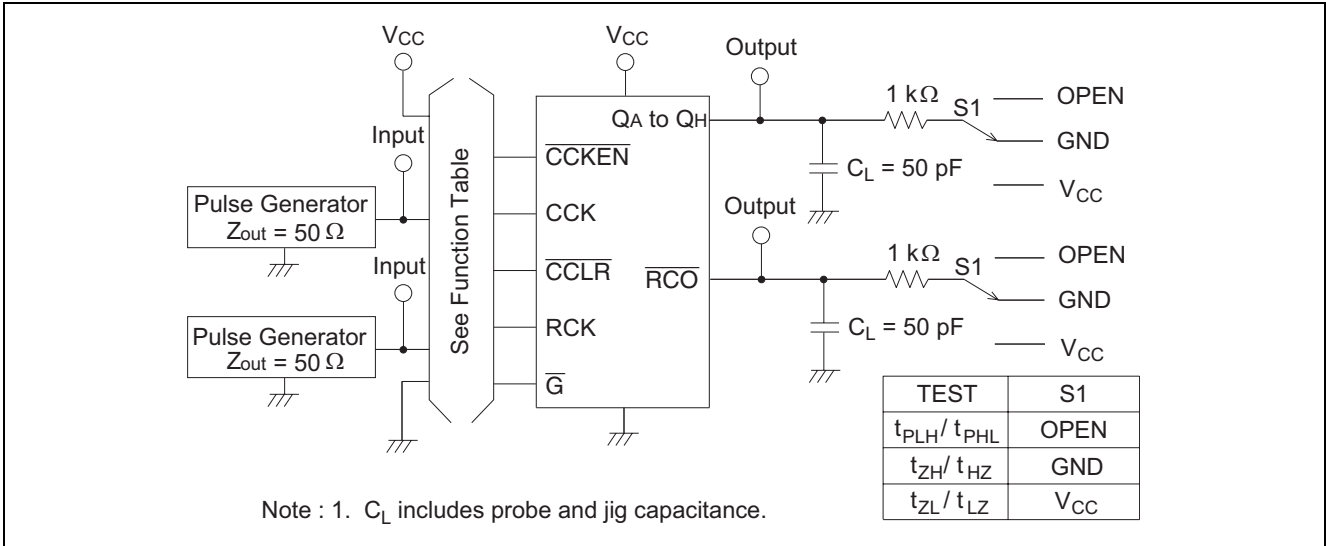 VCC
VCC
Output
1 kΩ
S1
OPEN
GND
VCC
QA to QH
CL = 50 pF
Input
See Function Table
CCKEN
Pulse Generator
Zout = 50 Ω
CCK
Output
Input
CCLR
RCO
1 kΩ
S1
OPEN
GND
VCC
CL = 50 pF
Pulse Generator
Zout = 50 Ω
RCK
G
TEST S1
tPLH / tPHL OPEN
tZH / tHZ GND
tZL / tLZ VCC
Note : 1. CL includes probe and jig capacitance.